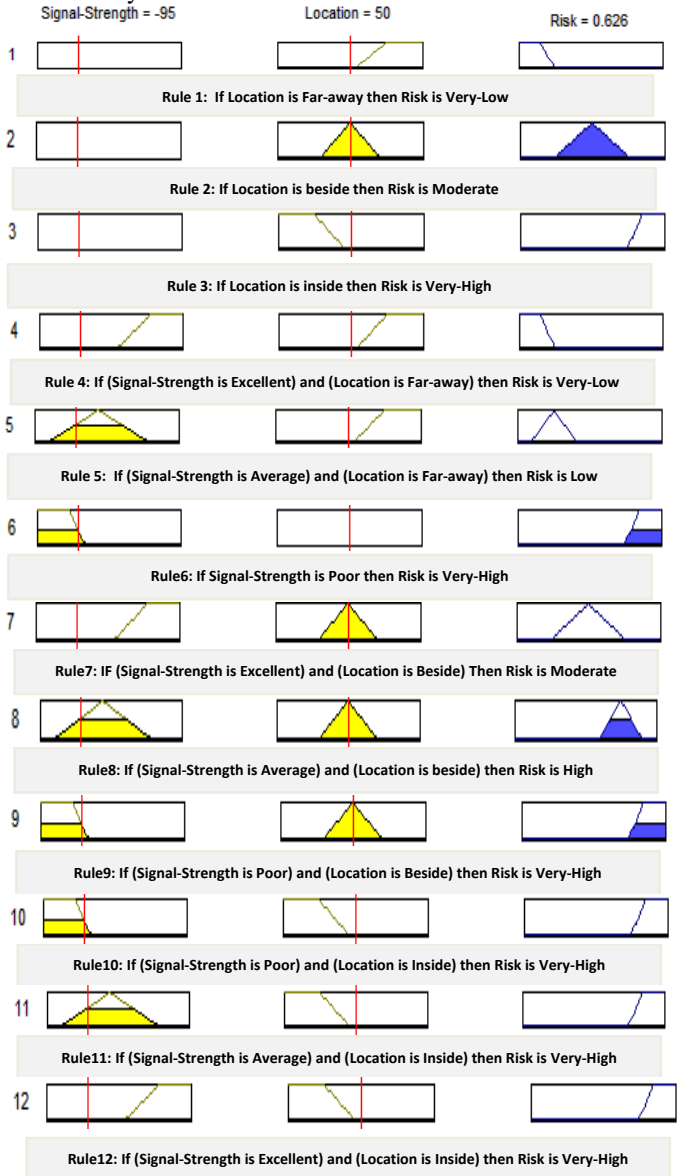 Signal-Strength = -95 Location = 50 Risk = 0.626
1
Rule 1: If Location is Far-away then Risk is Very-Low
2
Rule 2: If Location is beside then Risk is Moderate
3
Rule 3: If Location is inside then Risk is Very-High
4
Rule 4: If (Signal-Strength is Excellent) and (Location is Far-away) then Risk is Very-Low
5
Rule 5: If (Signal-Strength is Average) and (Location is Far-away) then Risk is Low
6
Rule6: If Signal-Strength is Poor then Risk is Very-High
7
Rule7: IF (Signal-Strength is Excellent) and (Location is Beside) Then Risk is Moderate
8
Rule8: If (Signal-Strength is Average) and (Location is beside) then Risk is High
9
Rule9: If (Signal-Strength is Poor) and (Location is Beside) then Risk is Very-High
10
Rule10: If (Signal-Strength is Poor) and (Location is Inside) then Risk is Very-High
11
Rule11: If (Signal-Strength is Average) and (Location is Inside) then Risk is Very-High
12
Rule12: If (Signal-Strength is Excellent) and (Location is Inside) then Risk is Very-High